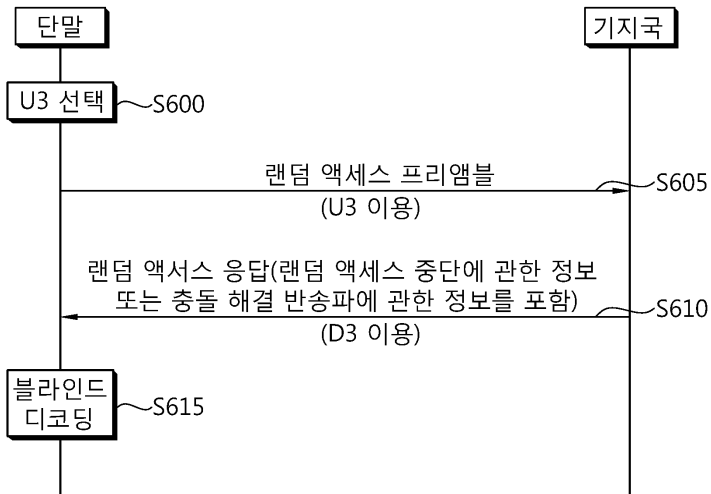 단말
기지국
U3 선택
S600
랜덤 액세스 프리앰블
S605
(U3 이용)
랜덤 액서스 응답(랜덤 액세스 중단에 관한 정보
또는 충돌 해결 반송파에 관한 정보를 포함)
S610
(D3 이용)
블라인드
디코딩
S615